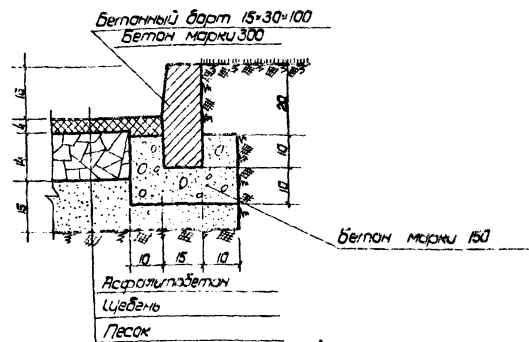 Бетонный борт 15×30×100
Бетон марки 300
15
4
14
15
20
10
10
Бетон марки 150
10 15 10
Асфальтобетон
Щебень
Песок